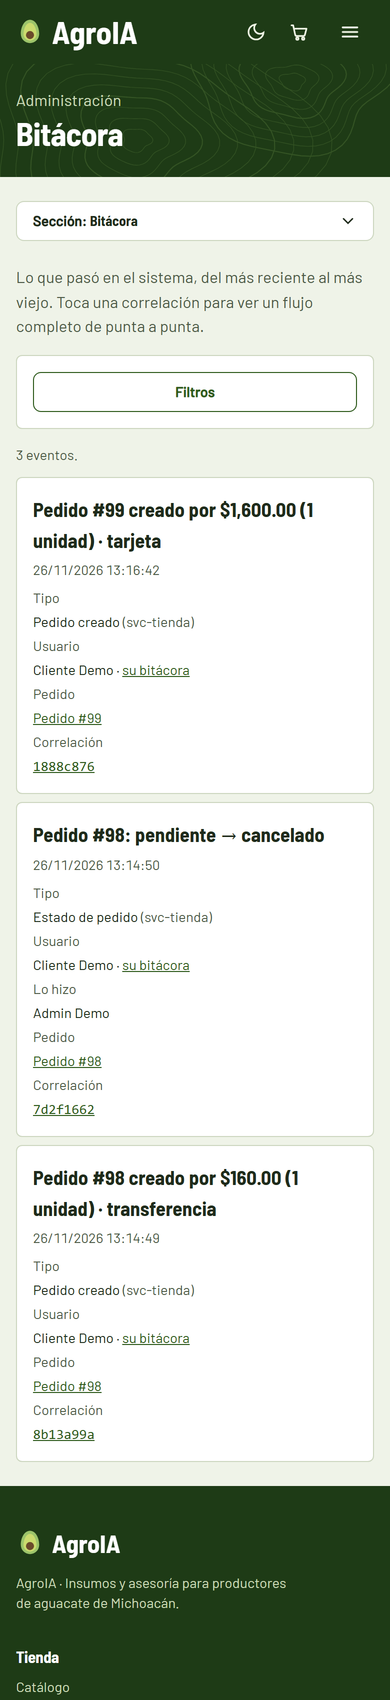 AgroIA
Administración
Bitácora
Sección: Bitácora
Lo que pasó en el sistema, del más reciente al más
viejo. Toca una correlación para ver un flujo
completo de punta a punta.
Filtros
3 eventos.
Pedido #99 creado por $1,600.00 (1
unidad) · tarjeta
26/11/2026 13:16:42
Tipo
Pedido creado (svc-tienda)
Usuario
Cliente Demo · su bitácora
Pedido
Pedido #99
Correlación
1888c876
Pedido #98: pendiente → cancelado
26/11/2026 13:14:50
Tipo
Estado de pedido (svc-tienda)
Usuario
Cliente Demo · su bitácora
Lo hizo
Admin Demo
Pedido
Pedido #98
Correlación
7d2f1662
Pedido #98 creado por $160.00 (1
unidad) · transferencia
26/11/2026 13:14:49
Tipo
Pedido creado (svc-tienda)
Usuario
Cliente Demo · su bitácora
Pedido
Pedido #98
Correlación
8b13a99a
AgroIA
AgroIA · Insumos y asesoría para productores
de aguacate de Michoacán.
Tienda
Catálogo